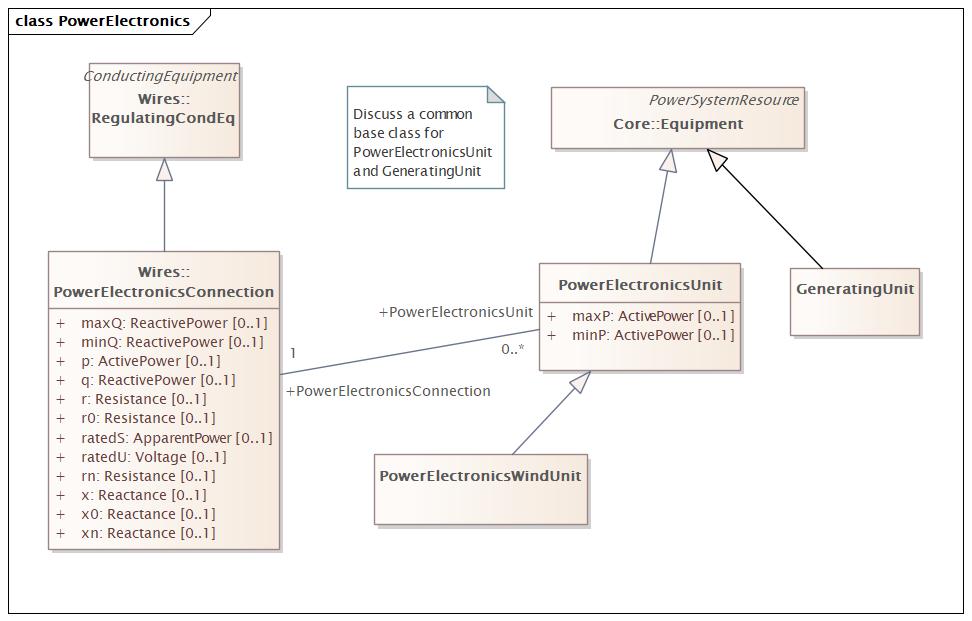 class PowerElectronics
ConductingEquipment
Wires::
RegulatingCondEq
Discuss a common
base class for
PowerElectronicsUnit
and GeneratingUnit
PowerSystemResource
Core::Equipment
Wires::
PowerElectronicsConnection
+ maxQ: ReactivePower [0..1]
+ minQ: ReactivePower [0..1]
+ p: ActivePower [0..1]
+ q: ReactivePower [0..1]
+ r: Resistance [0..1]
+ r0: Resistance [0..1]
+ ratedS: ApparentPower [0..1]
+ ratedU: Voltage [0..1]
+ rn: Resistance [0..1]
+ x: Reactance [0..1]
+ x0: Reactance [0..1]
+ xn: Reactance [0..1]
+PowerElectronicsUnit
0..*
1
+PowerElectronicsConnection
PowerElectronicsUnit
+ maxP: ActivePower [0..1]
+ minP: ActivePower [0..1]
GeneratingUnit
PowerElectronicsWindUnit